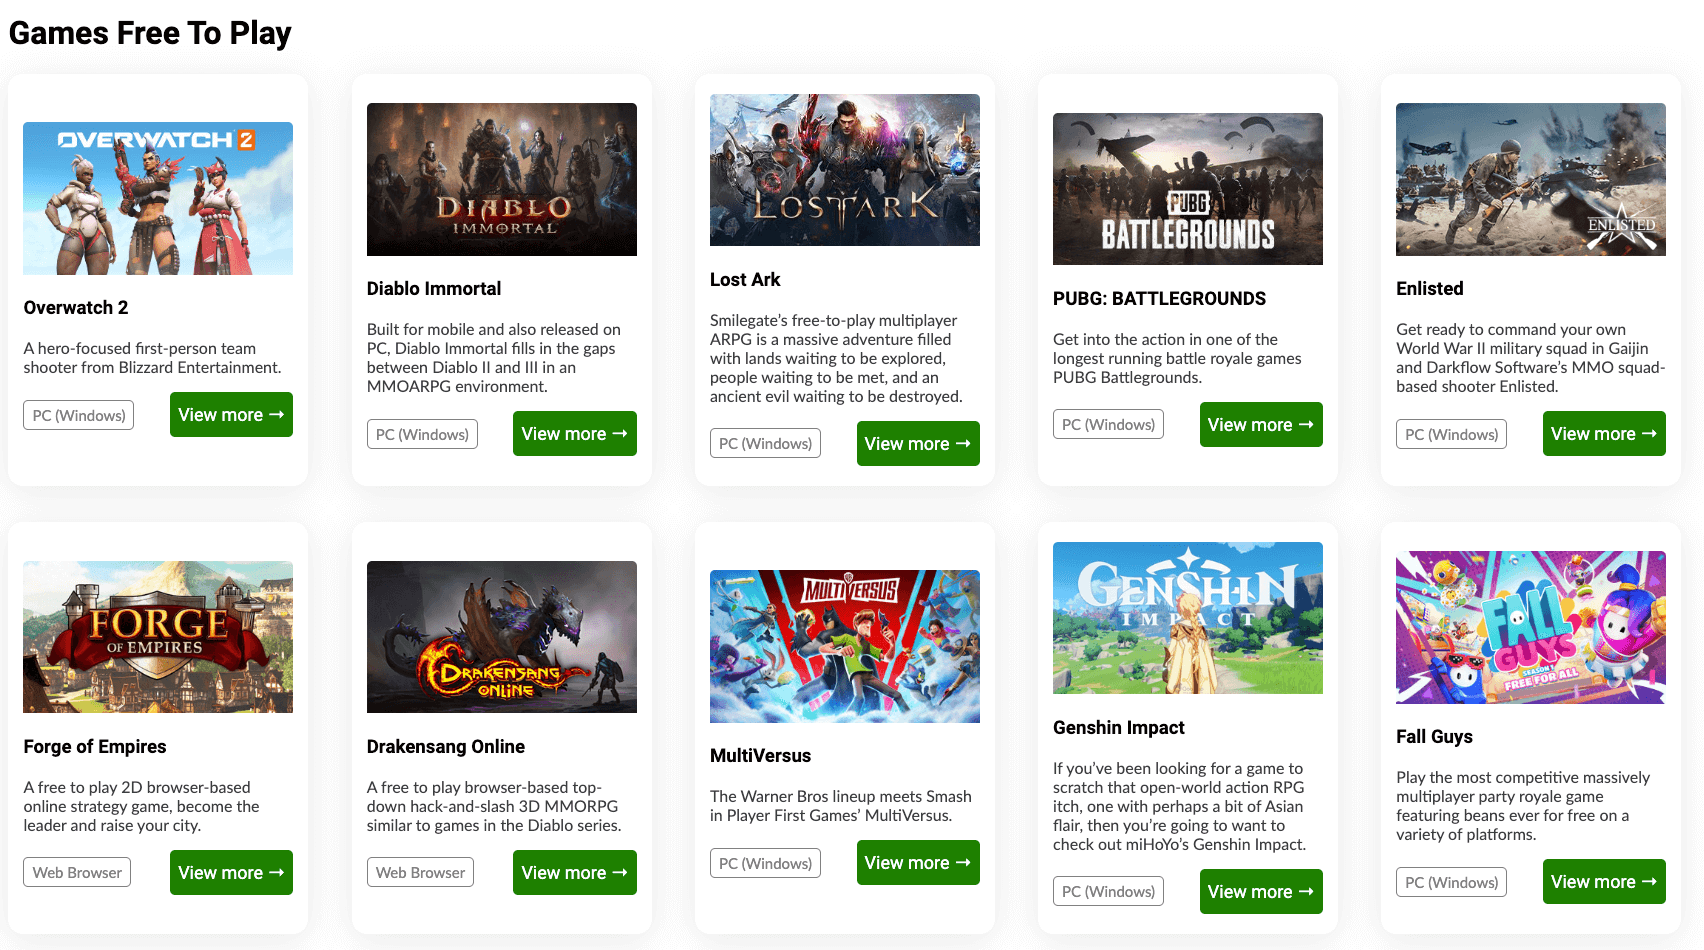 Games Free To Play
OVERWATCH 2
Overwatch 2
A hero-focused first-person team
shooter from Blizzard Entertainment.
PC (Windows)
View more →
DIABLO
IMMORTAL
Diablo Immortal
Built for mobile and also released on
PC, Diablo Immortal fills in the gaps
between Diablo II and III in an
MMOARPG environment.
PC (Windows)
View more →
LOST ARK
Lost Ark
Smilegate’s free-to-play multiplayer
ARPG is a massive adventure filled
with lands waiting to be explored,
people waiting to be met, and an
ancient evil waiting to be destroyed.
PC (Windows)
View more →
PUBG
BATTLEGROUNDS
PUBG: BATTLEGROUNDS
Get into the action in one of the
longest running battle royale games
PUBG Battlegrounds.
PC (Windows)
View more →
ENLISTED
Enlisted
Get ready to command your own
World War II military squad in Gaijin
and Darkflow Software’s MMO squad-
based shooter Enlisted.
PC (Windows)
View more →
FORGE
OF EMPIRES
Forge of Empires
A free to play 2D browser-based
online strategy game, become the
leader and raise your city.
Web Browser
View more →
DRAKENSANG
ONLINE
Drakensang Online
A free to play browser-based top-
down hack-and-slash 3D MMORPG
similar to games in the Diablo series.
Web Browser
View more →
MULTIVERSUS
MultiVersus
The Warner Bros lineup meets Smash
in Player First Games’ MultiVersus.
PC (Windows)
View more →
GENSHIN
IMPACT
Genshin Impact
If you’ve been looking for a game to
scratch that open-world action RPG
itch, one with perhaps a bit of Asian
flair, then you’re going to want to
check out miHoYo’s Genshin Impact.
PC (Windows)
View more →
FALL
GUYS
SEASON 1
FREE FOR ALL
Fall Guys
Play the most competitive massively
multiplayer party royale game
featuring beans ever for free on a
variety of platforms.
PC (Windows)
View more →